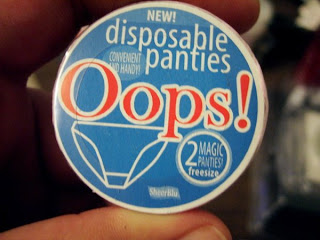 NEW!
disposable
CONVENIENT
AND HANDY!
panties
Oops!
2 MAGIC
PANTIES!
freesize